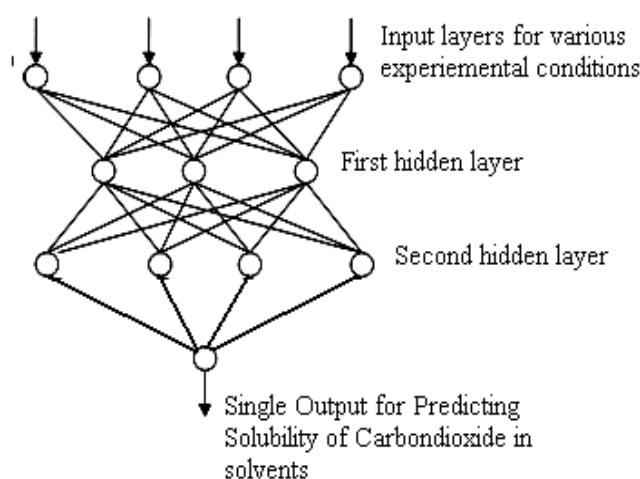 Input layers for various
experiemental conditions
First hidden layer
Second hidden layer
Single Output for Predicting
Solubility of Carbondioxide in
solvents